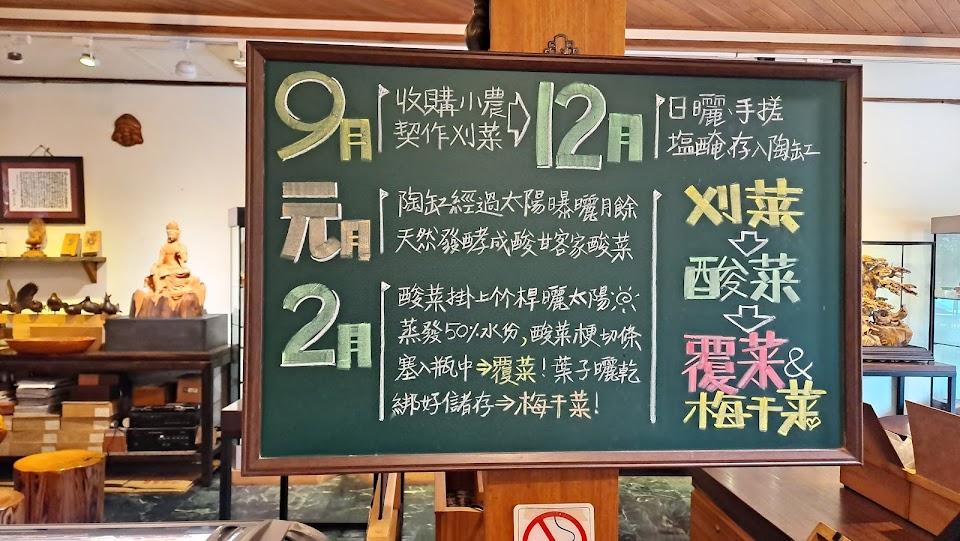 9月 收購小農
契作刈菜
12月 日曬、手搓
塩醃、存入陶缸
元月 陶缸經過太陽曝曬月餘
天然發酵成酸甘客家酸菜
2月 酸菜掛上竹桿曬太陽
蒸發50%水份,酸菜梗切條
塞入瓶中→覆菜!葉子曬乾
綁好儲存→梅干菜!
刈菜
酸菜
覆菜&
梅干菜